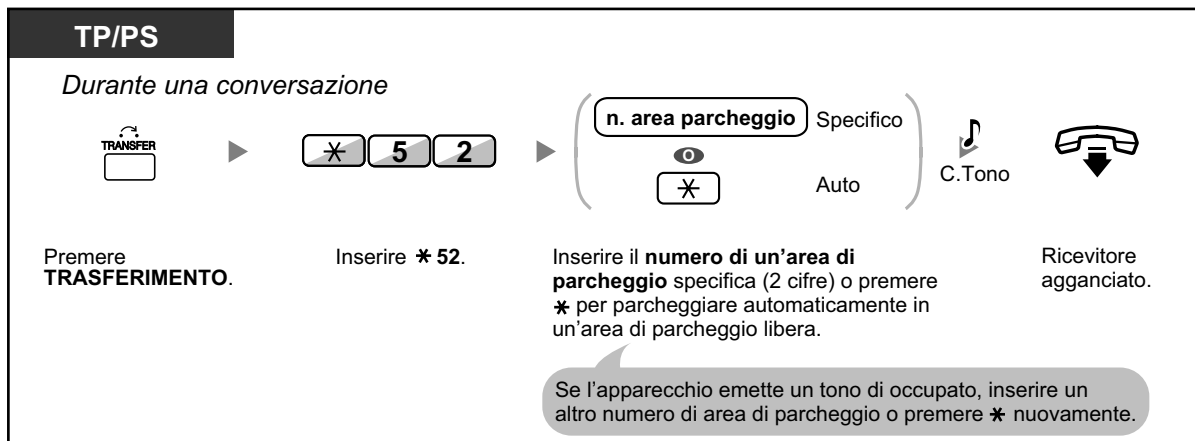 TP/PS
Durante una conversazione
TRANSFER
* 5 2
n. area parcheggio Specifico
O
* Auto
C.Tono
Premere
TRASFERIMENTO.
Inserire * 52.
Inserire il numero di un'area di
parcheggio specifica (2 cifre) o premere
* per parcheggiare automaticamente in
un'area di parcheggio libera.
Ricevitore
agganciato.
Se l'apparecchio emette un tono di occupato, inserire un
altro numero di area di parcheggio o premere * nuovamente.